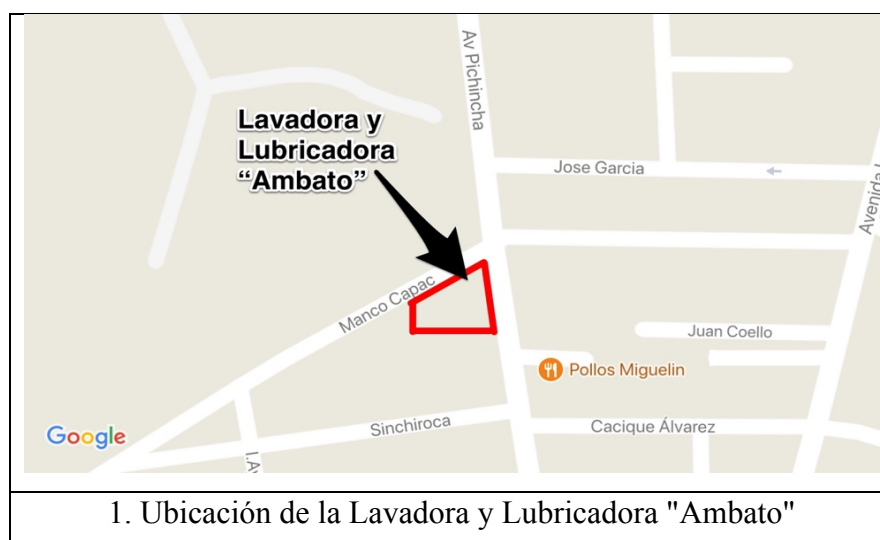 Av Pichincha
Lavadora y
Lubricadora
“Ambato”
Jose Garcia
Manco Capac
Juan Coello
Pollos Miguelin
Sinchiroca
Cacique Álvarez
Google
Avenida
1. Ubicación de la Lavadora y Lubricadora "Ambato"